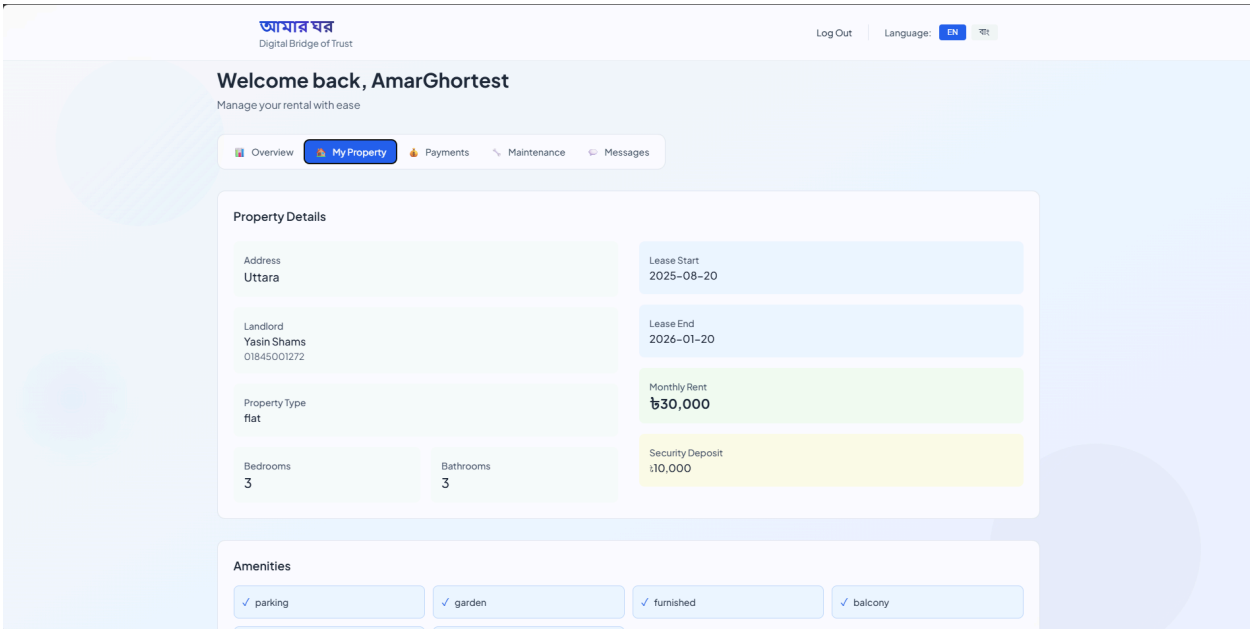 আমার ঘর
Digital Bridge of Trust
Log Out
Language:
EN
বাং
Welcome back, AmarGhortest
Manage your rental with ease
Overview
My Property
Payments
Maintenance
Messages
Property Details
Address
Uttara
Landlord
Yasin Shams
01845001272
Property Type
flat
Bedrooms
3
Bathrooms
3
Lease Start
2025-08-20
Lease End
2026-01-20
Monthly Rent
৳30,000
Security Deposit
৳10,000
Amenities
✓ parking
✓ garden
✓ furnished
✓ balcony